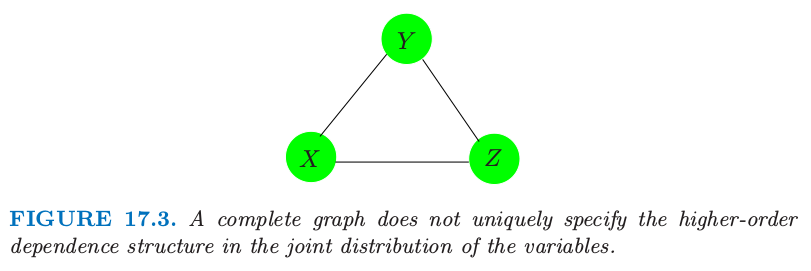 Y
X
Z
FIGURE 17.3. A complete graph does not uniquely specify the higher-order
dependence structure in the joint distribution of the variables.